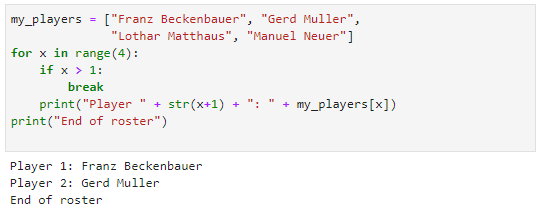 my_players = ["Franz Beckenbauer", "Gerd Muller",
              "Lothar Matthaus", "Manuel Neuer"]
for x in range(4):
    if x > 1:
        break
    print("Player " + str(x+1) + ": " + my_players[x])
print("End of roster")
Player 1: Franz Beckenbauer
Player 2: Gerd Muller
End of roster